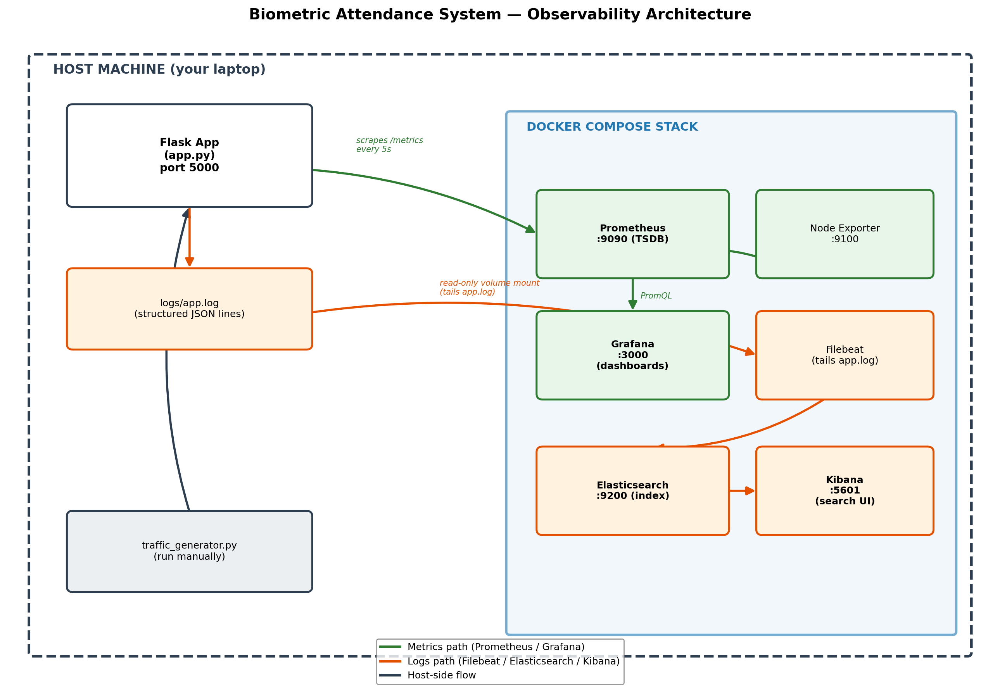 Biometric Attendance System — Observability Architecture
HOST MACHINE (your laptop)
Flask App
(app.py)
port 5000
scrapes /metrics
every 5s
DOCKER COMPOSE STACK
Prometheus
:9090 (TSDB)
Node Exporter
:9100
logs/app.log
(structured JSON lines)
read-only volume mount
(tails app.log)
PromQL
Grafana
:3000
(dashboards)
Filebeat
(tails app.log)
Elasticsearch
:9200 (index)
Kibana
:5601
(search UI)
traffic_generator.py
(run manually)
Metrics path (Prometheus / Grafana)
Logs path (Filebeat / Elasticsearch / Kibana)
Host-side flow